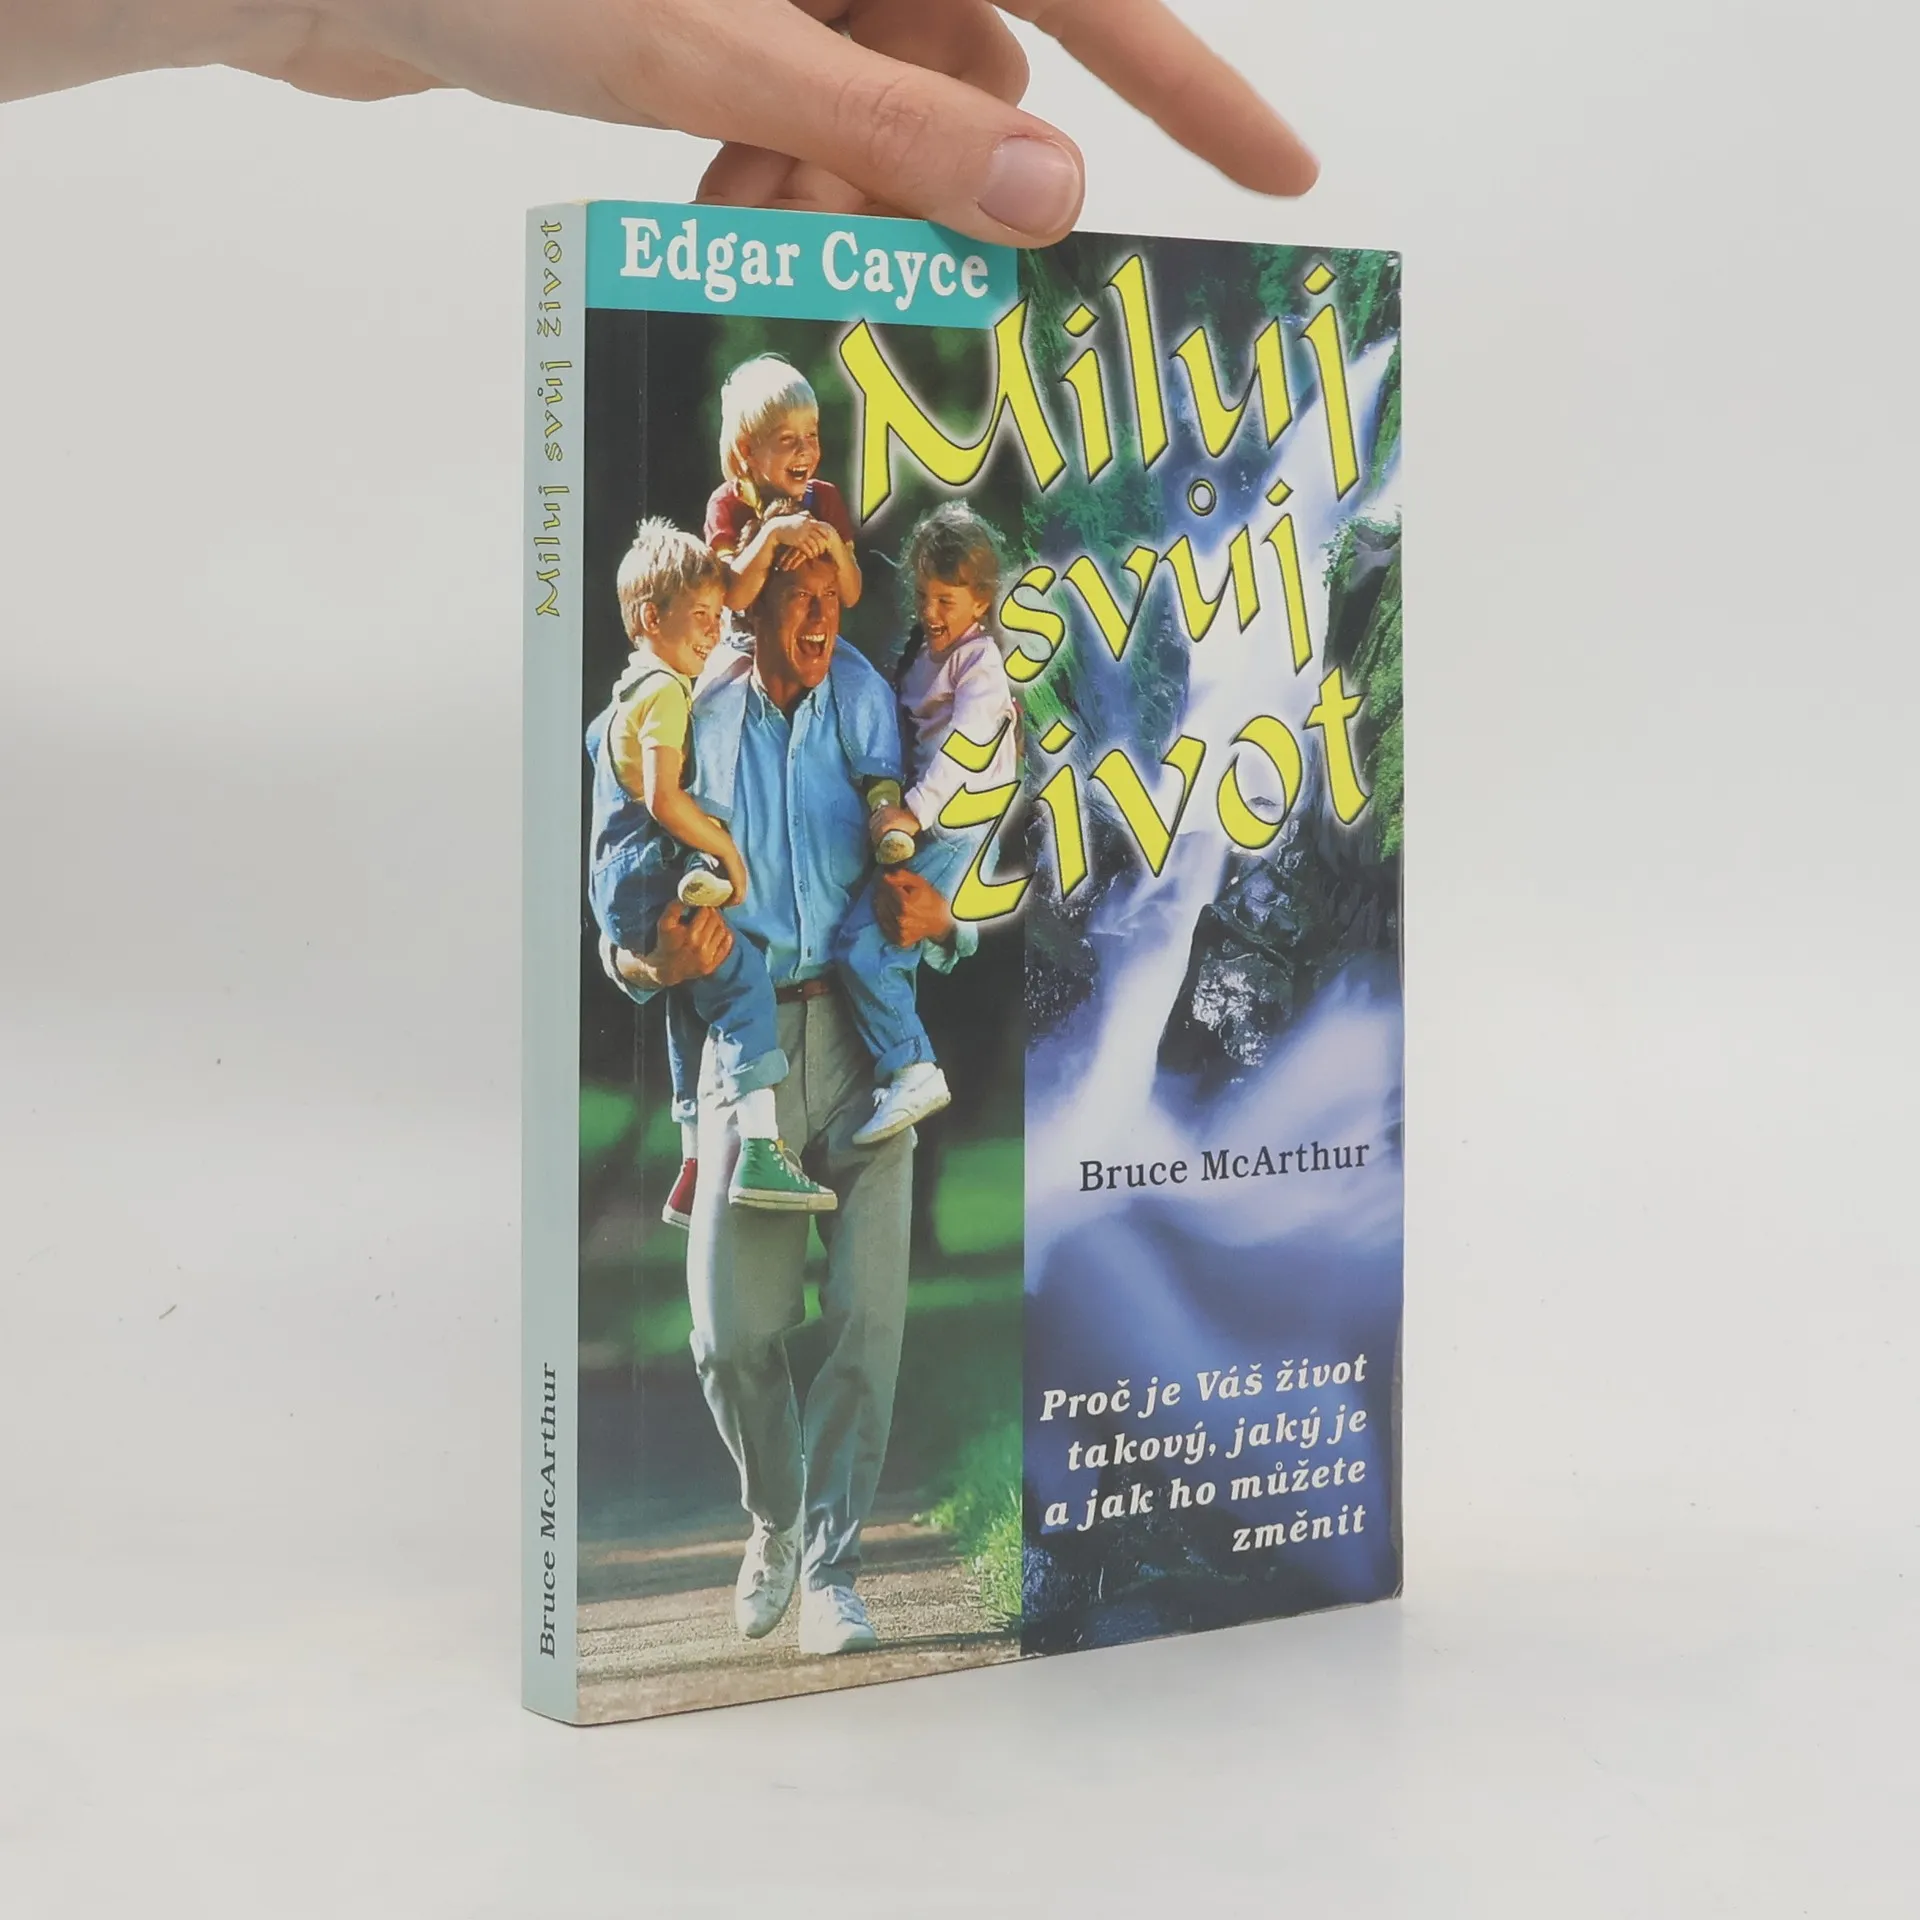 Edgar Cayce
Miluj
svůj
život
Bruce McArthur
Proč je Váš život
takový, jaký je
a jak ho můžete
změnit
Miluj svůj život
Bruce McArthur